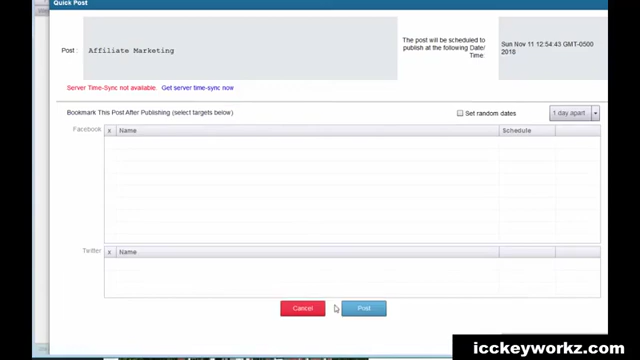 Quick Post
Post :
Affiliate Marketing
The post will be scheduled to
publish at the following Date/
Time:
Sun Nov 11 12:54:43 GMT-0500
2018
Server Time-Sync not available. Get server time-sync now
Bookmark This Post After Publishing (select targets below)
Set random dates
1 day apart
Facebook
x Name Schedule
Twitter
x Name
Cancel
Post
icckeyworkz.com